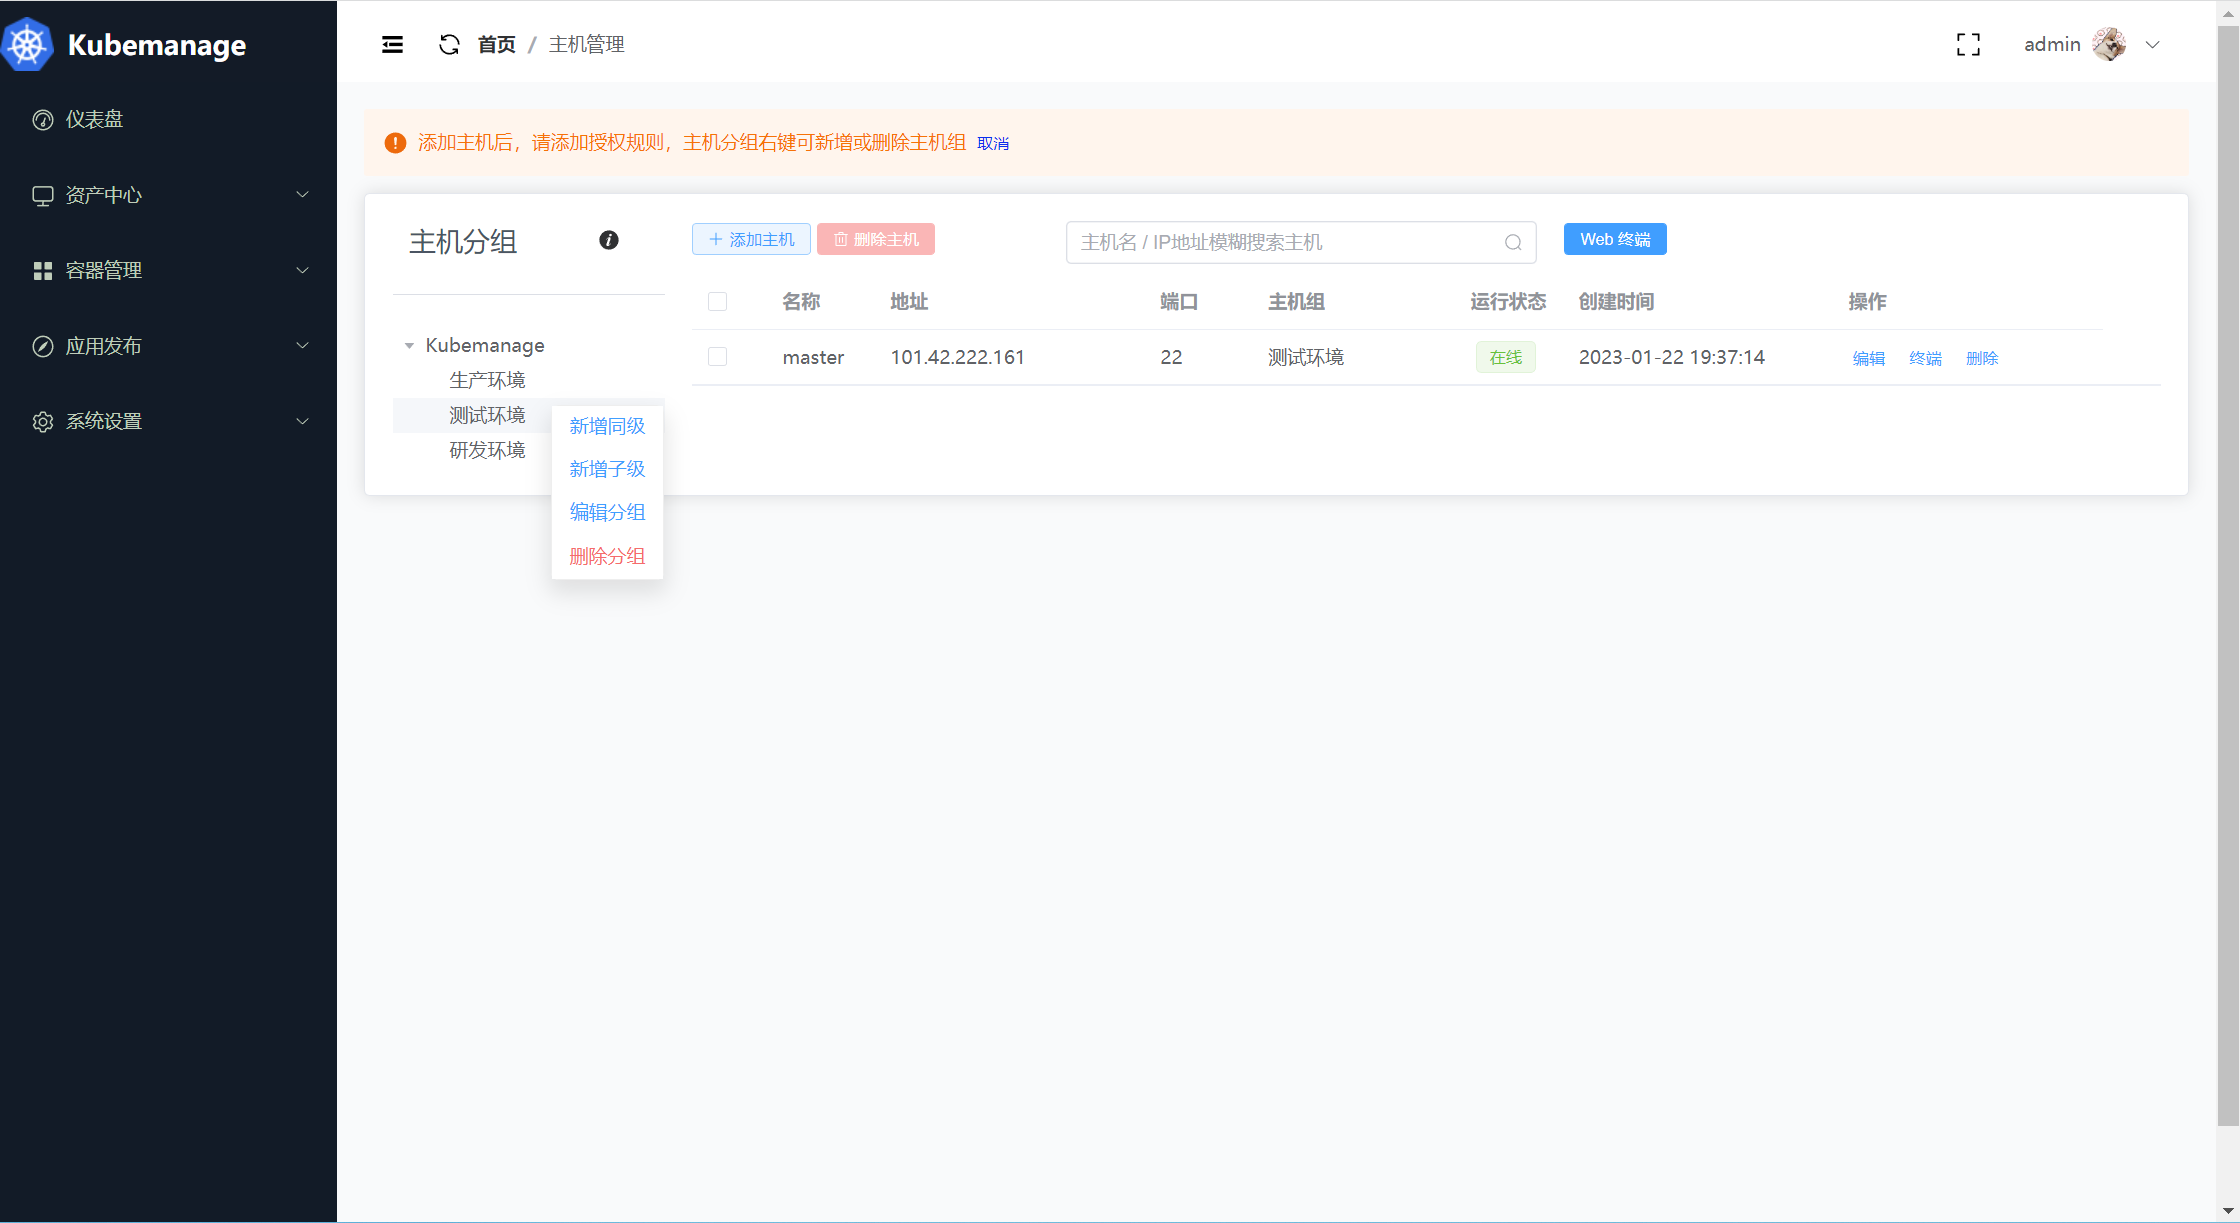 Kubemanage
首页 / 主机管理
admin
仪表盘
资产中心
容器管理
应用发布
系统设置
添加主机后，请添加授权规则，主机分组右键可新增或删除主机组 取消
主机分组
添加主机 删除主机
主机名 / IP地址模糊搜索主机
Web 终端
名称 地址 端口 主机组 运行状态 创建时间 操作
master 101.42.222.161 22 测试环境 在线 2023-01-22 19:37:14 编辑 终端 删除
Kubemanage
生产环境
测试环境
研发环境
新增同级
新增子级
编辑分组
删除分组